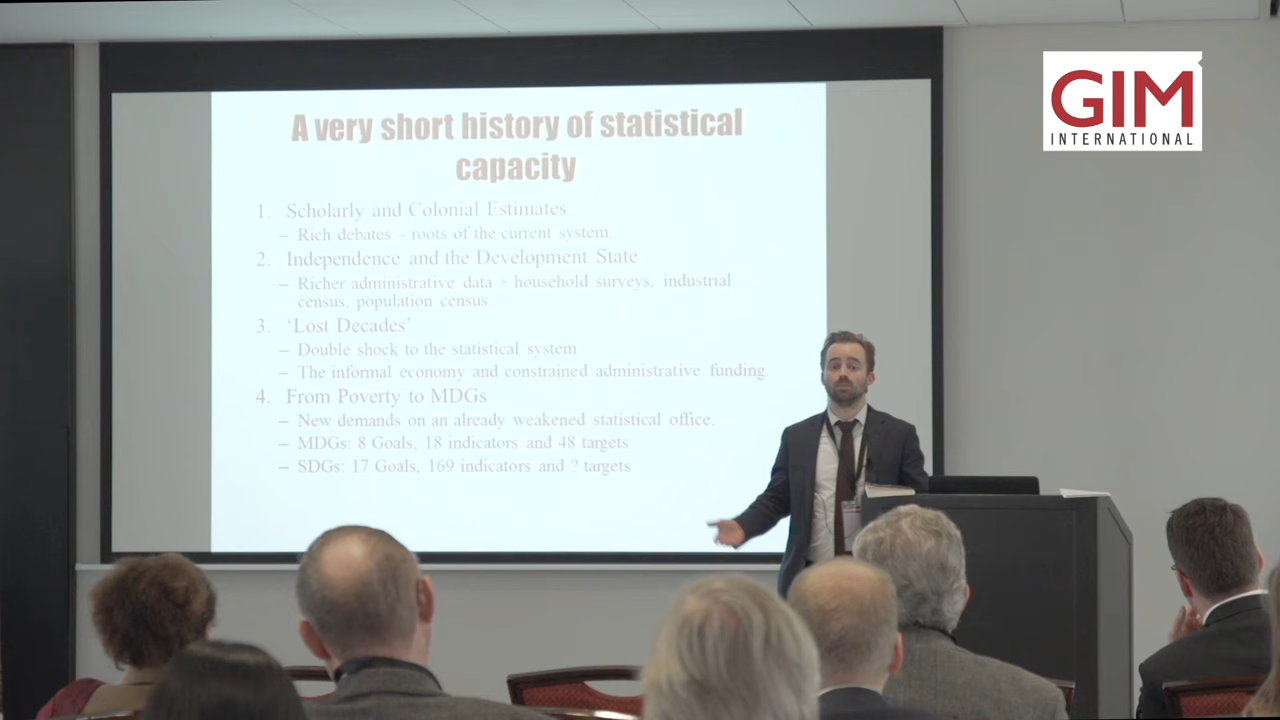 GIM
INTERNATIONAL
A very short history of statistical
capacity
1. Scholarly and Colonial Estimates
– Rich debates – roots of the current system
2. Independence and the Development State
– Richer administrative data + household surveys, industrial
census, population census.
3. ‘Lost Decades’
– Double shock to the statistical system
– The informal economy and constrained administrative funding.
4. From Poverty to MDGs
– New demands on an already weakened statistical office.
– MDGs: 8 Goals, 18 indicators and 48 targets
– SDGs: 17 Goals, 169 indicators and ? targets